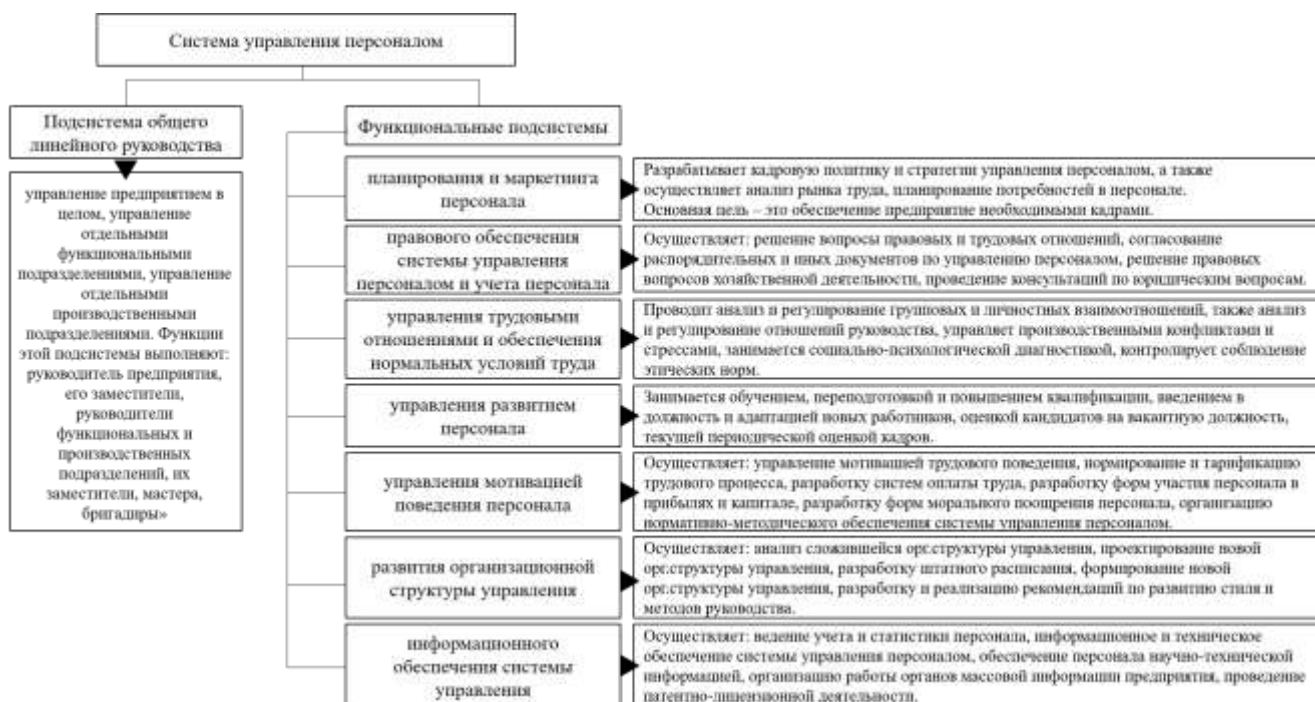 Система управления персоналом
Подсистема общего
линейного руководства
управление предприятием в
целом, управление
отдельными
функциональными
подразделениями, управление
отдельными
производственными
подразделениями. Функции
этой подсистемы выполняют:
руководитель предприятия,
его заместители,
руководители
функциональных и
производственных
подразделений, их
заместители, мастера,
бригадиры»
Функциональные подсистемы
планирования и маркетинга
персонала
Разрабатывает кадровую политику и стратегии управления персоналом, а также
осуществляет анализ рынка труда, планирование потребностей в персонале.
Основная цель – это обеспечение предприятие необходимыми кадрами.
правового обеспечения
системы управления
персоналом и учета персонала
Осуществляет: решение вопросы правовых и трудовых отношений, согласование
распорядительных и иных документов по управлению персоналом, решение правовых
вопросов хозяйственной деятельности, проведение консультаций по юридическим вопросам.
управления трудовыми
отношениями и обеспечения
нормальных условий труда
Проводит анализ и регулирование групповых и личностных взаимоотношений, также анализ
и регулирование отношений руководства, управляет производственными конфликтами и
стрессами, занимается социально-психологической диагностикой, контролирует соблюдение
этических норм.
управления развитием
персонала
Занимается обучением, переподготовкой и повышением квалификации, введением в
должность и адаптацией новых работников, оценкой кандидатов на вакантную должность,
текущей периодической оценкой кадров.
управления мотивацией
поведения персонала
Осуществляет: управление мотивацией трудового поведения, нормирование и тарификацию
трудового процесса, разработку систем оплаты труда, разработку форм участия персонала в
прибылях и капитале, разработку форм морального поощрения персонала, организацию
нормативно-методического обеспечения системы управления персоналом.
развития организационной
структуры управления
Осуществляет: анализ сложившейся орг.структуры управления, проектирование новой
орг.структуры управления, разработку штатного расписания, формирование новой
орг.структуры управления, разработку и реализацию рекомендаций по развитию стиля и
методов руководства.
информационного
обеспечения системы
управления
Осуществляет: ведение учета и статистики персонала, информационное и техническое
обеспечение системы управления персоналом, обеспечение персонала научно-технической
информацией, организацию работы органов массовой информации предприятия, проведение
патентно-лицензионной деятельности.